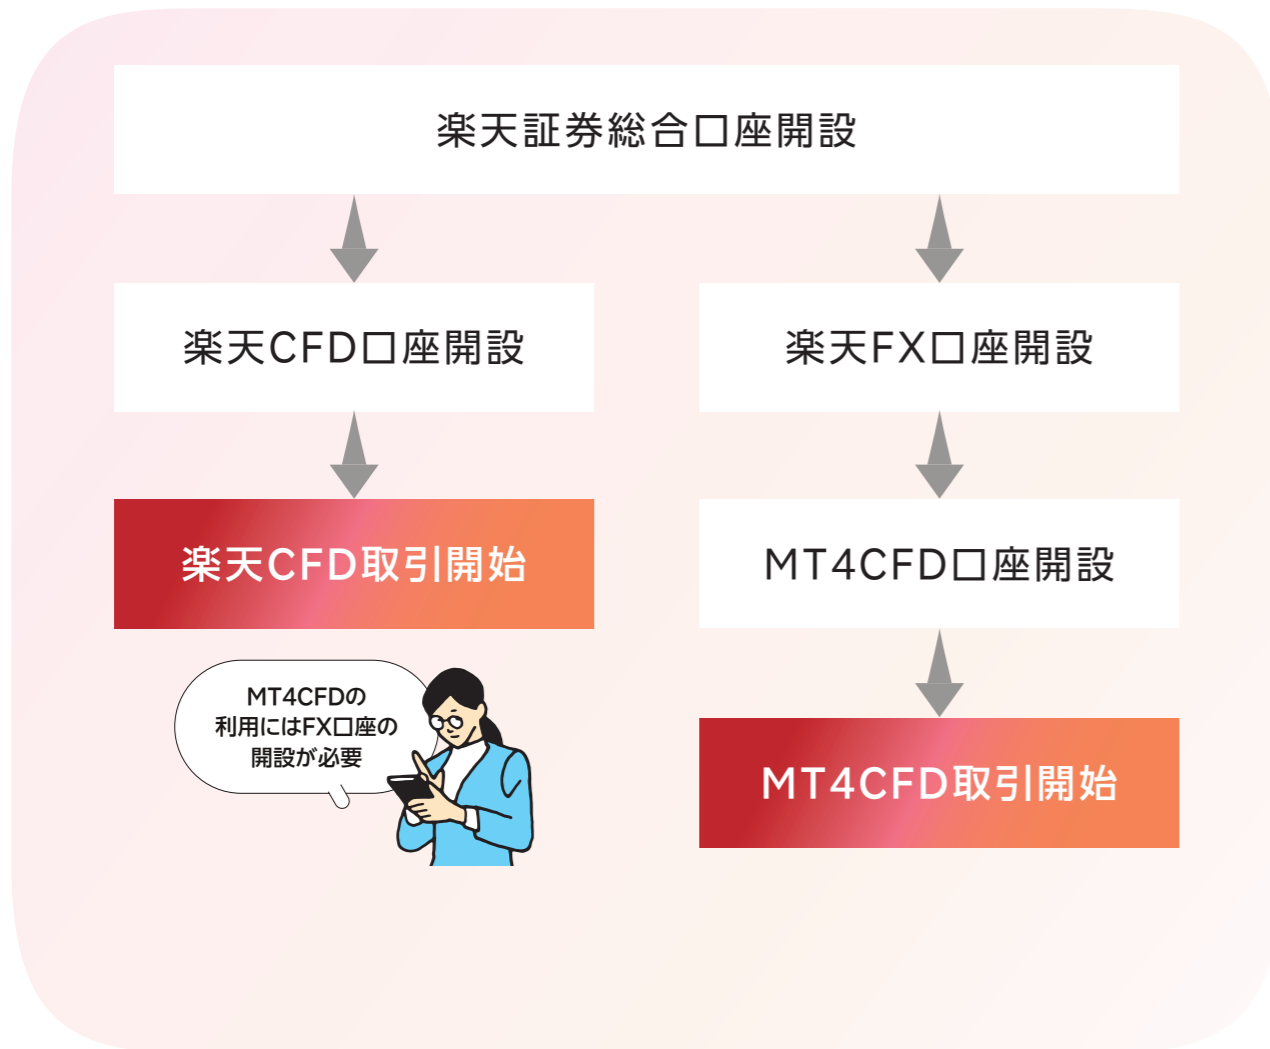 楽天証券総合口座開設
楽天CFD口座開設
楽天FX口座開設
楽天CFD取引開始
MT4CFD口座開設
MT4CFDの
利用にはFX口座の
開設が必要
MT4CFD取引開始